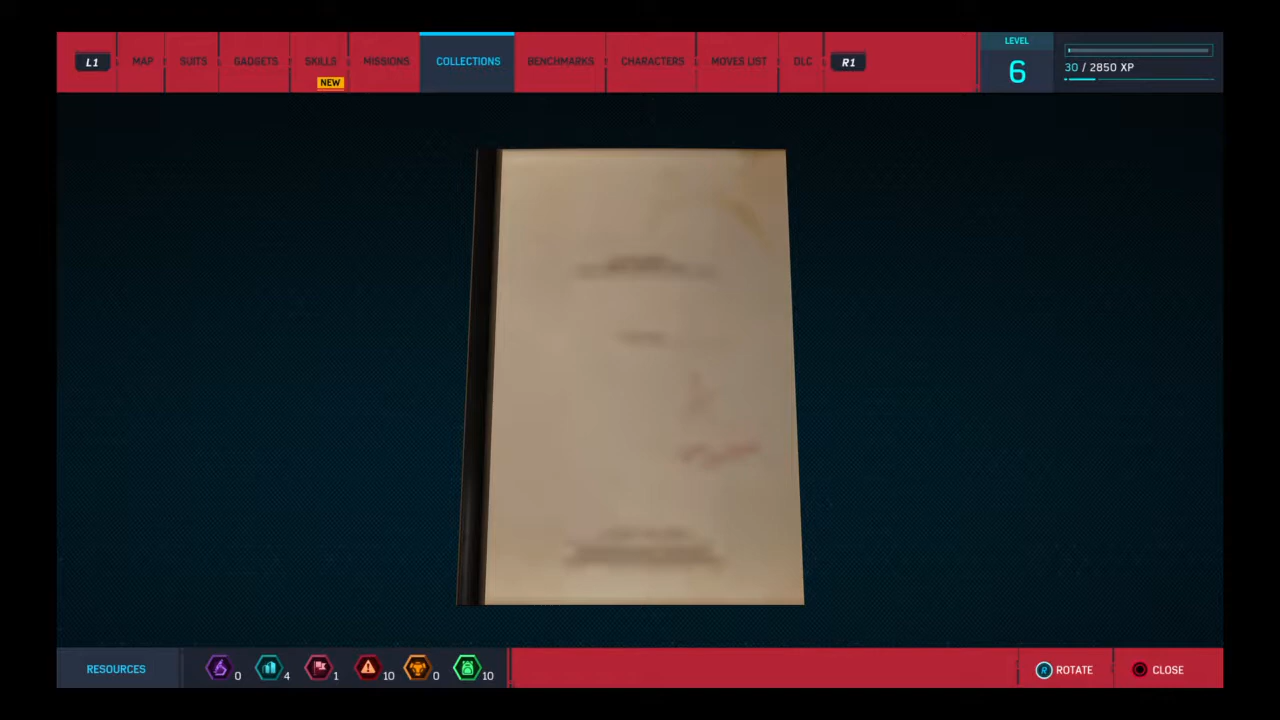 L1 MAP SUITS GADGETS SKILLS MISSIONS COLLECTIONS BENCHMARKS CHARACTERS MOVES LIST DLC R1 LEVEL
NEW 6 30 / 2850 XP
RESOURCES 0 4 1 10 0 10 R ROTATE CLOSE